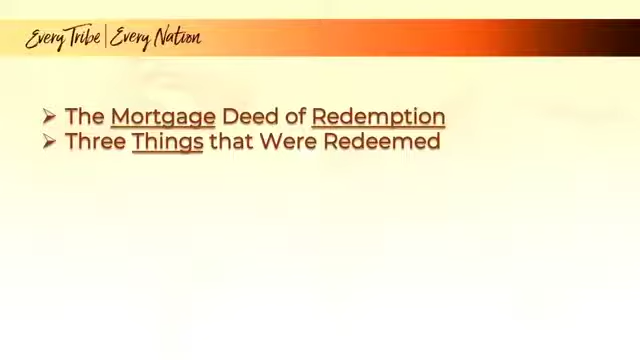 Every Tribe | Every Nation
➢ The Mortgage Deed of Redemption
➢ Three Things that Were Redeemed